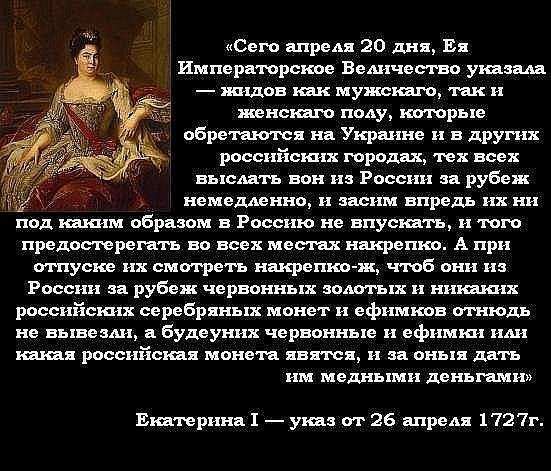 «Сего апреля 20 дня, Ея
Императорское Величество указала
— жидов как мужскаго, так и
женскаго полу, которые
обретаются на Украине и в других
российских городах, тех всех
выслать вон из России за рубеж
немедленно, и засим впредь их ни
под каким образом в Россию не впускать, и того
предостерегать во всех местах накрепко. А при
отпуске их смотреть накрепко-ж, чтоб они из
России за рубеж червонных золотых и никаких
российских серебряных монет и ефимков отнюдь
не вывезли, а будеуних червонные и ефимки или
какая российская монета явятся, и за оныя дать
им медными деньгами»
Екатерина I — указ от 26 апреля 1727г.